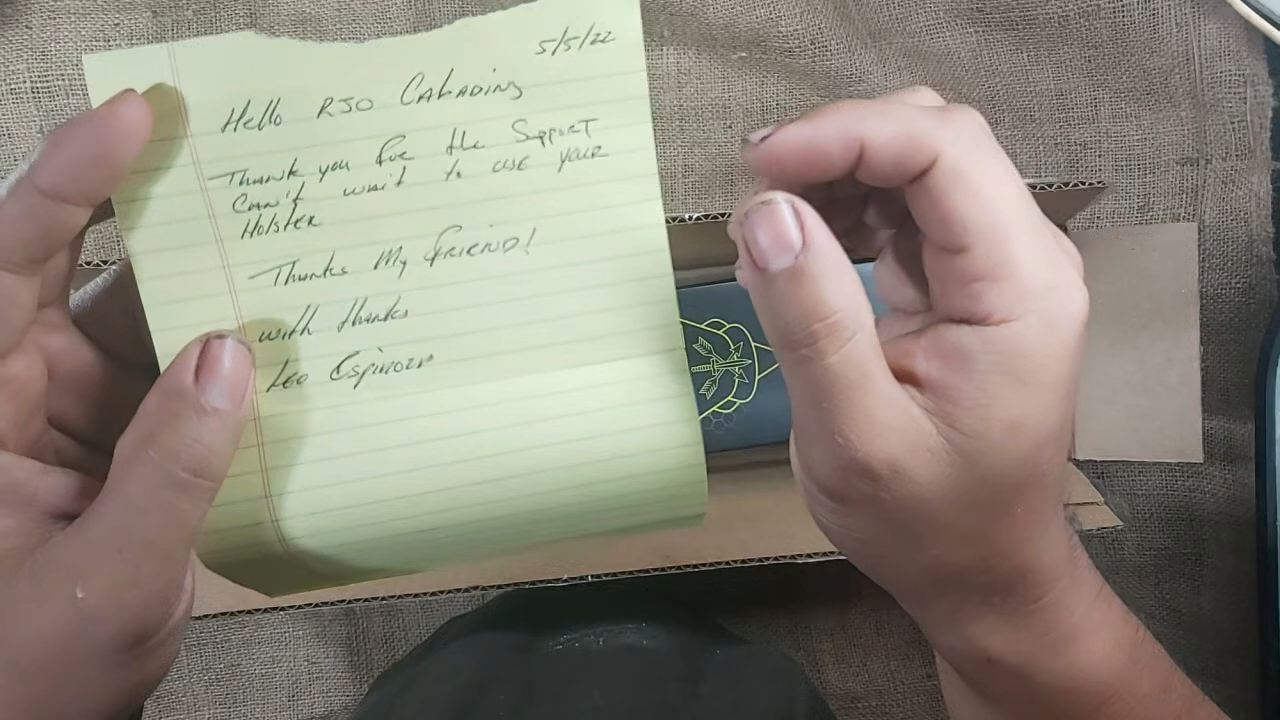 5/5/22
Hello RJO Catading
Thank you for the Support
Can't wait to use your
Holster
Thanks My Friend!
with thanks
Leo Espinoza